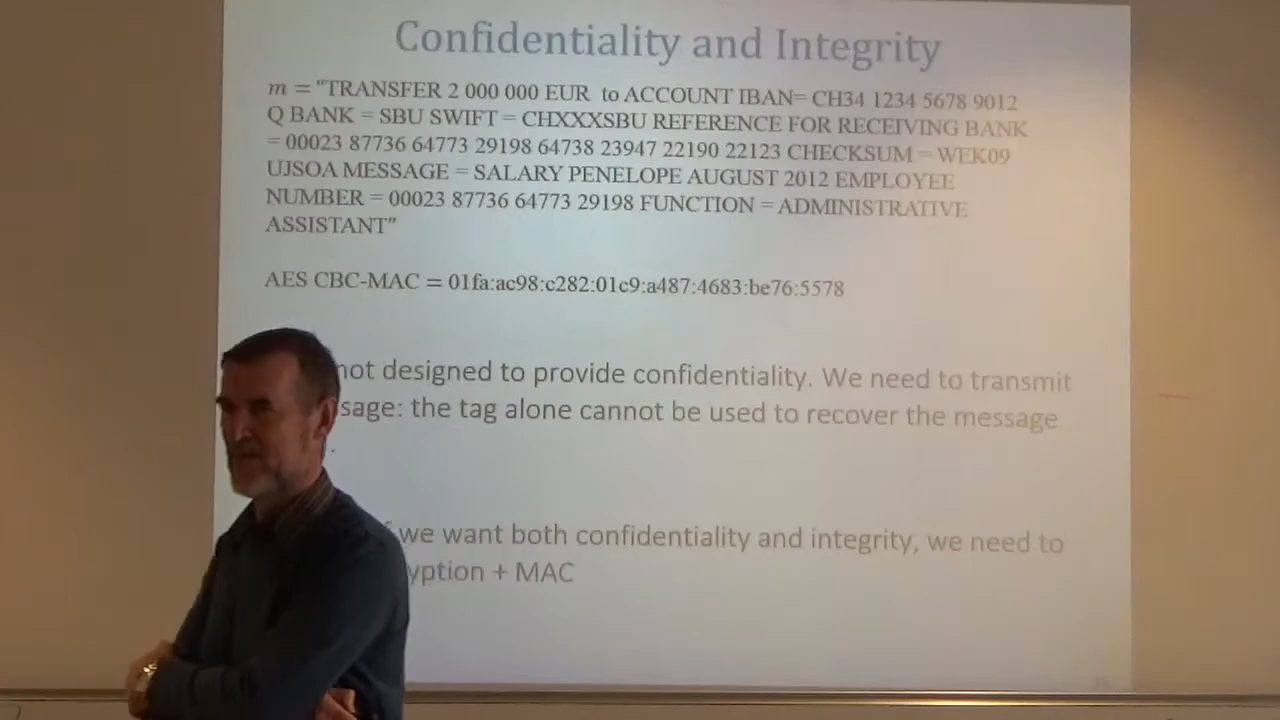 Confidentiality and Integrity
m = "TRANSFER 2 000 000 EUR to ACCOUNT IBAN= CH34 1234 5678 9012
Q BANK = SBU SWIFT = CHXXXSBU REFERENCE FOR RECEIVING BANK
= 00023 87736 64773 29198 64738 23947 22190 22123 CHECKSUM = WEK09
UJSOA MESSAGE = SALARY PENELOPE AUGUST 2012 EMPLOYEE
NUMBER = 00023 87736 64773 29198 FUNCTION = ADMINISTRATIVE
ASSISTANT"
AES CBC-MAC = 01fa:ac98:c282:01c9:a487:4683:be76:5578
not designed to provide confidentiality. We need to transmit
sage: the tag alone cannot be used to recover the message
we want both confidentiality and integrity, we need to
yption + MAC